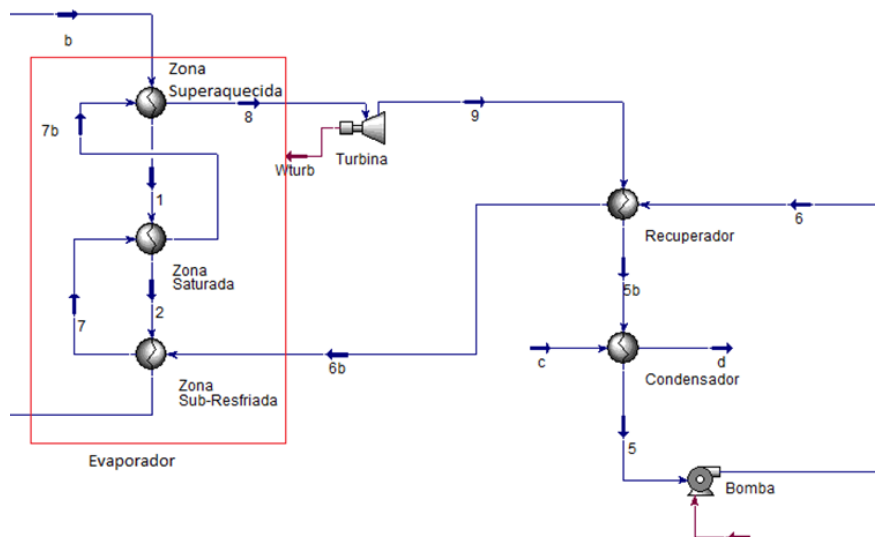 b
Zona
Superaquecida
7b
8
9
Wturb
Turbina
1
6
Recuperador
Zona
Saturada
5b
7
2
6b
c
d
Condensador
Zona
Sub-Resfriada
5
Evaporador
Bomba